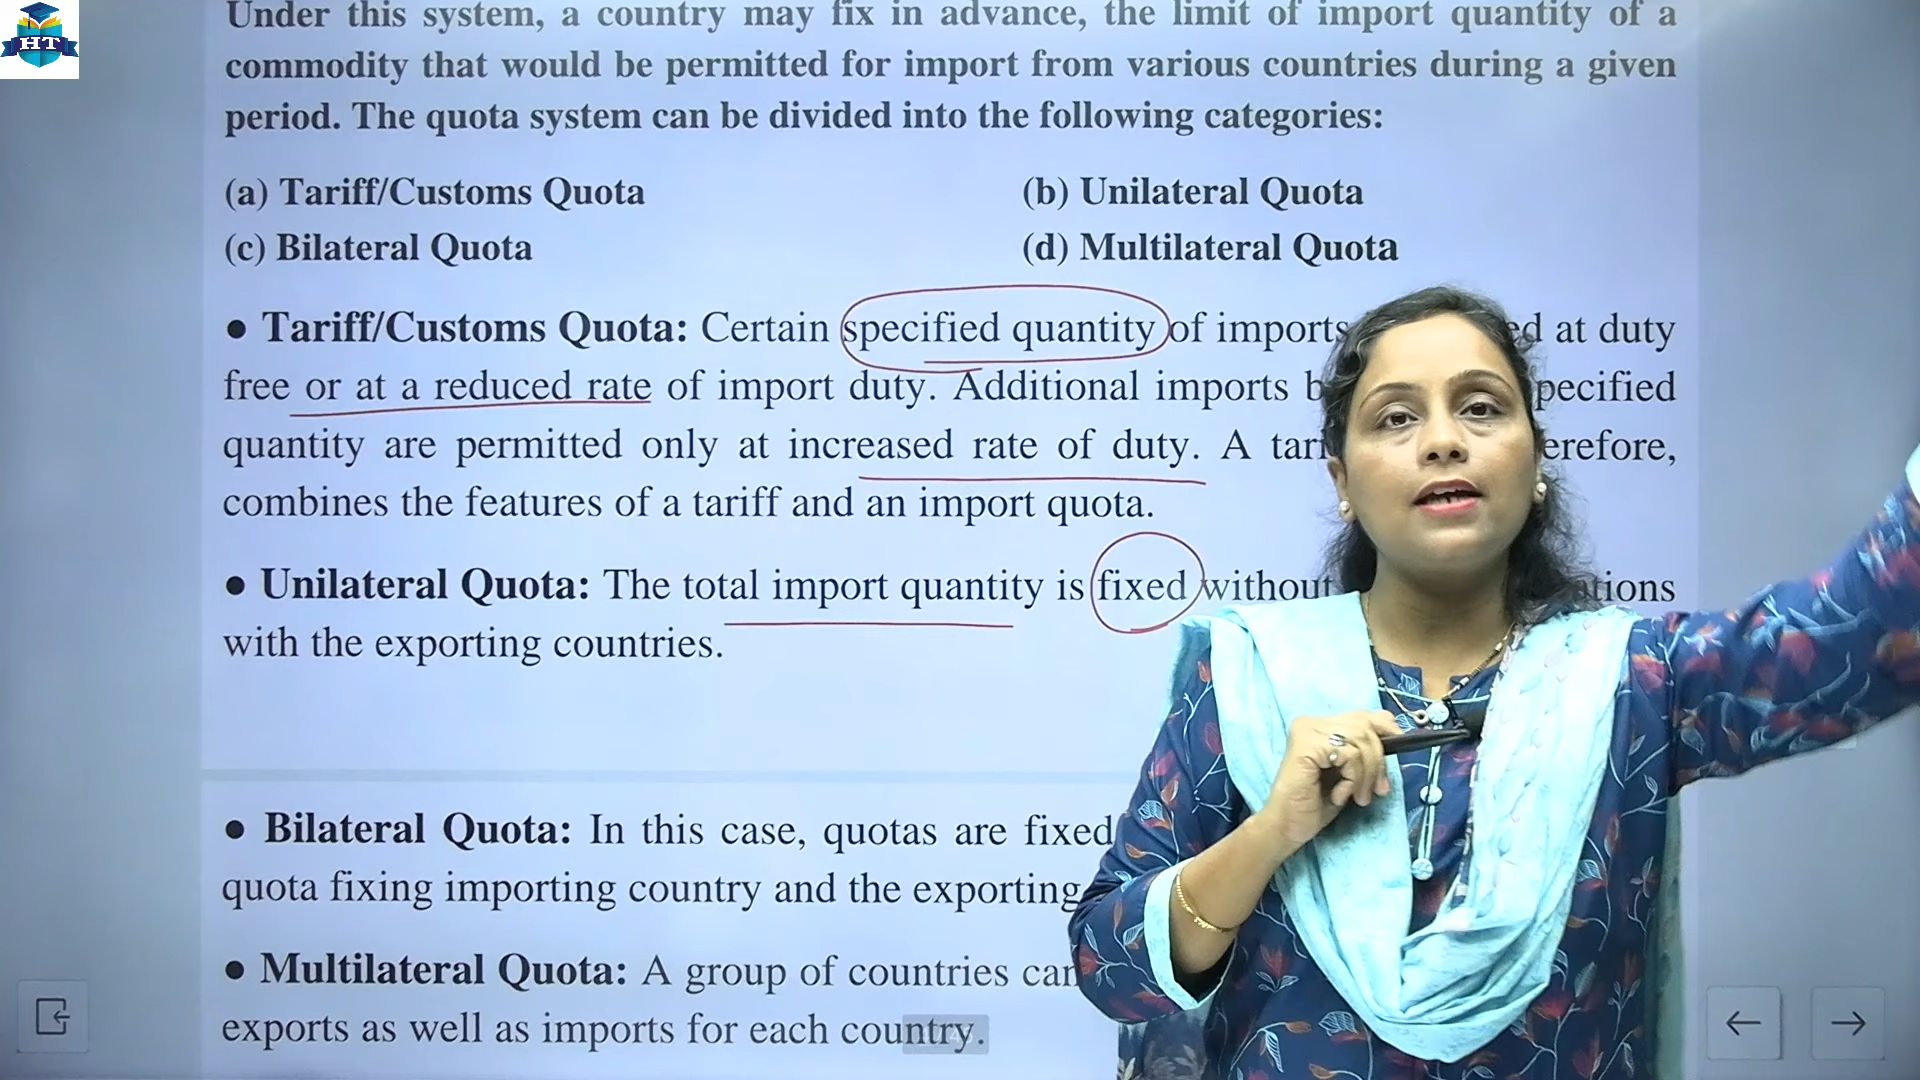 HT
Under this system, a country may fix in advance, the limit of import quantity of a
commodity that would be permitted for import from various countries during a given
period. The quota system can be divided into the following categories:
(a) Tariff/Customs Quota (b) Unilateral Quota
(c) Bilateral Quota (d) Multilateral Quota
● Tariff/Customs Quota: Certain specified quantity of imports at duty
free or at a reduced rate of import duty. Additional imports
quantity are permitted only at increased rate of duty. A
combines the features of a tariff and an import quota.
● Unilateral Quota: The total import quantity is fixed without
with the exporting countries.
● Bilateral Quota: In this case, quotas are fixed
quota fixing importing country and the exporting
● Multilateral Quota: A group of countries can
exports as well as imports for each country.